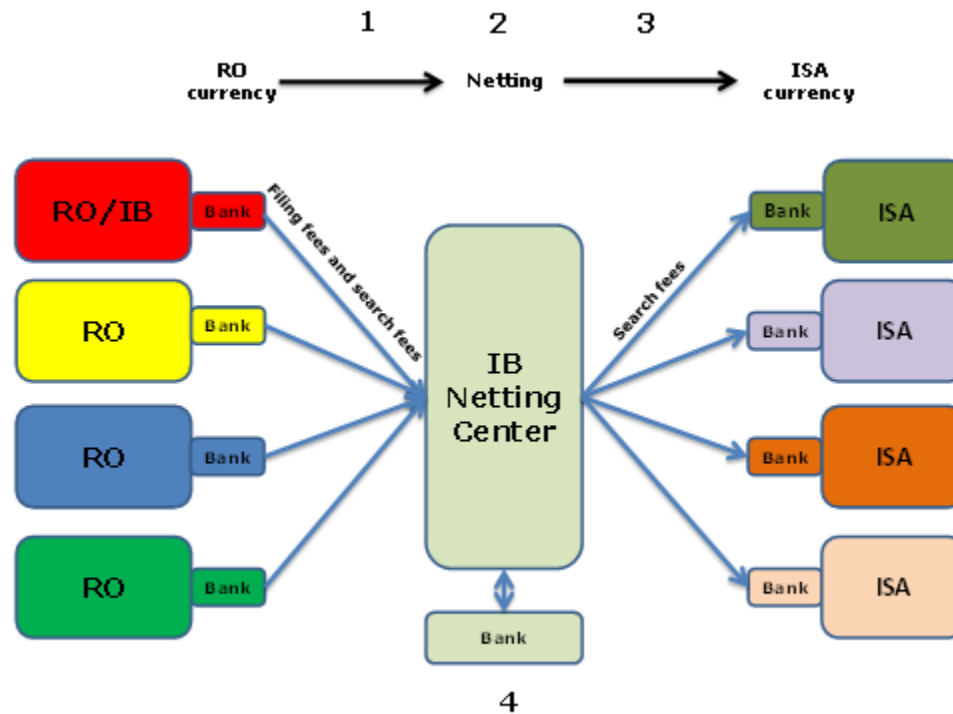 1
2
3
RO
currency
Netting
ISA
currency
RO/IB
Bank
Filing fees and search fees
Search fees
Bank
ISA
RO
Bank
IB
Netting
Center
Bank
ISA
RO
Bank
Bank
ISA
RO
Bank
Bank
ISA
Bank
4